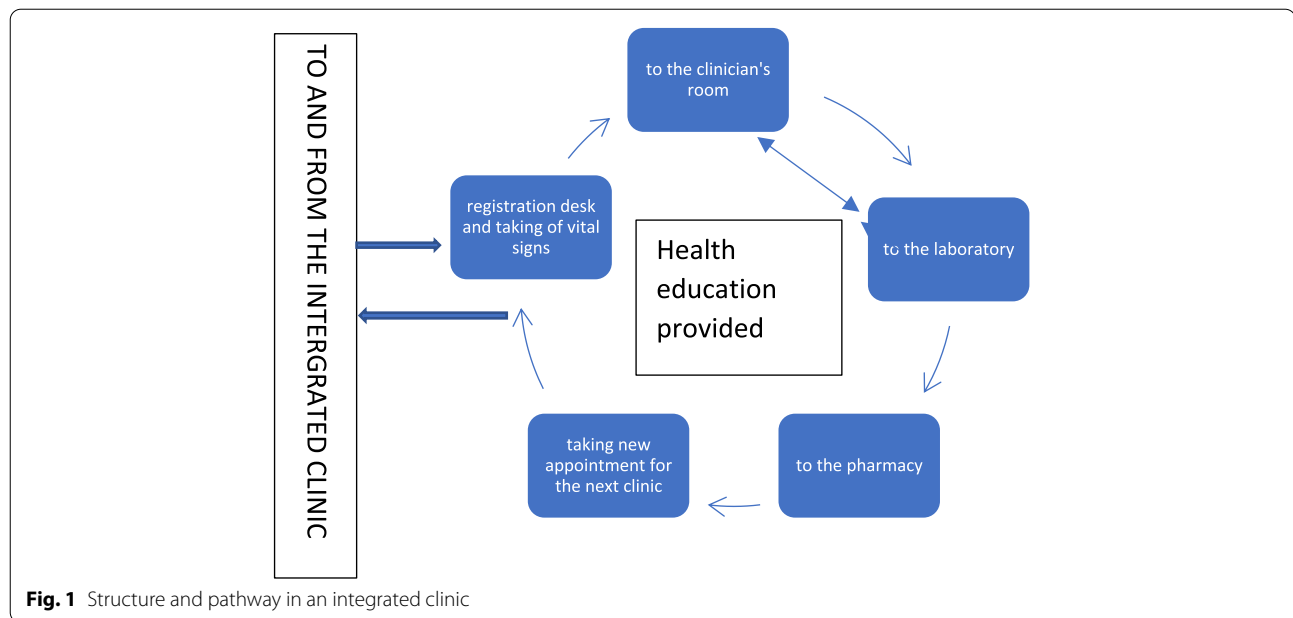 TO AND FROM THE INTERGRATED CLINIC
to the clinician's
room
registration desk
and taking of vital
signs
Health
education
provided
to the laboratory
taking new
appointment for
the next clinic
to the pharmacy
Fig. 1 Structure and pathway in an integrated clinic